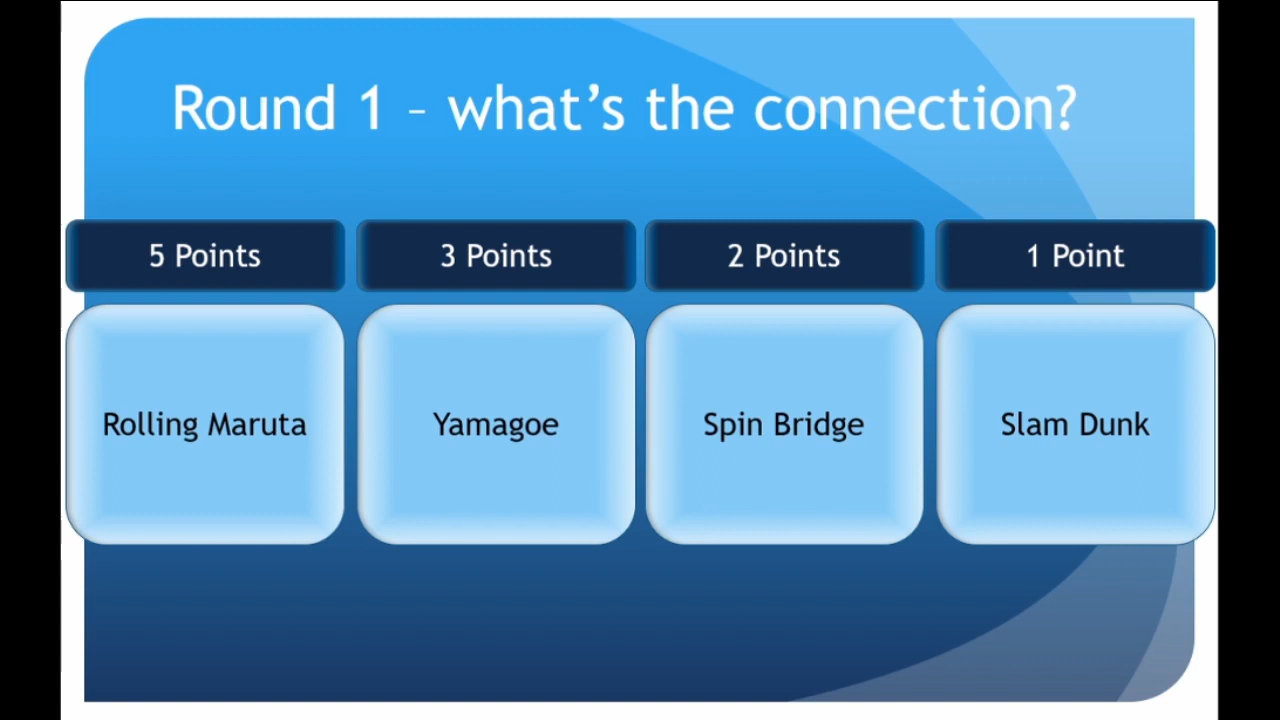 Round 1 – what’s the connection?
5 Points
3 Points
2 Points
1 Point
Rolling Maruta
Yamagoe
Spin Bridge
Slam Dunk